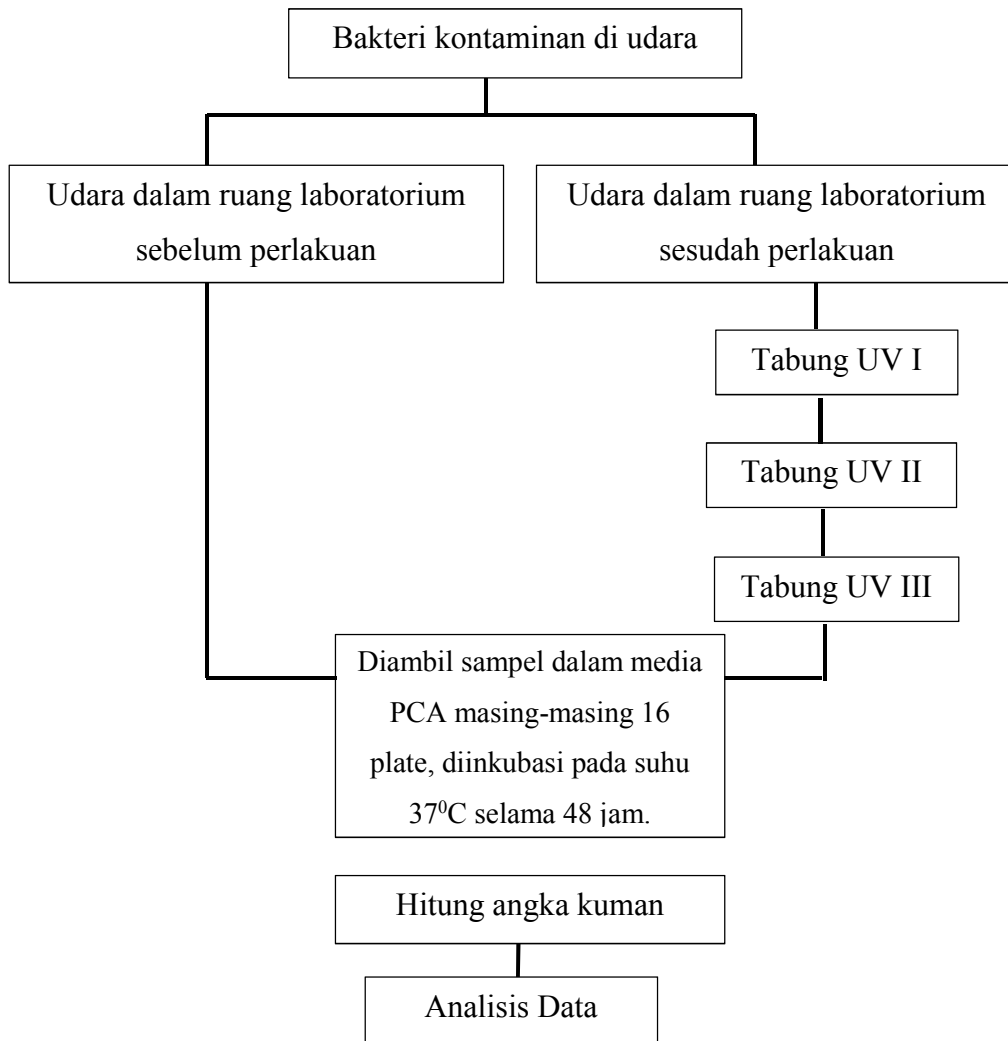 Bakteri kontaminan di udara
Udara dalam ruang laboratorium
sebelum perlakuan
Udara dalam ruang laboratorium
sesudah perlakuan
Tabung UV I
Tabung UV II
Tabung UV III
Diambil sampel dalam media
PCA masing-masing 16
plate, diinkubasi pada suhu
37⁰C selama 48 jam.
Hitung angka kuman
Analisis Data